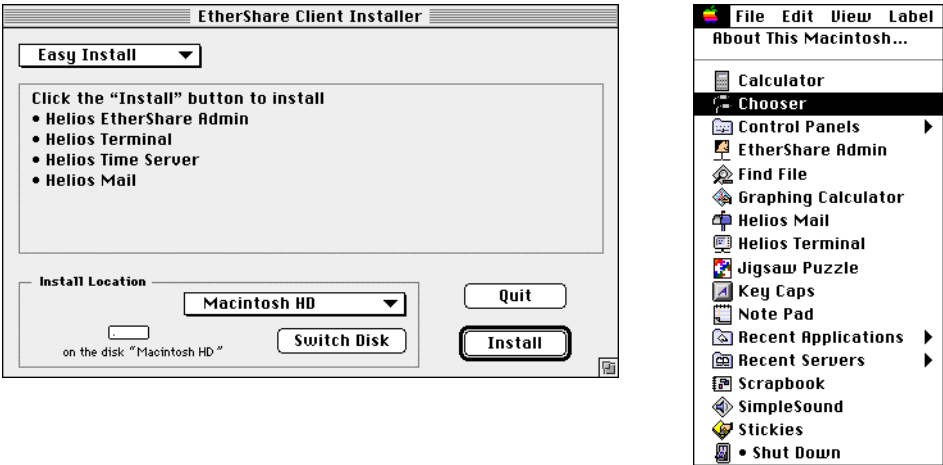 EtherShare Client Installer
Easy Install
Click the “Install” button to install
• Helios EtherShare Admin
• Helios Terminal
• Helios Time Server
• Helios Mail
Install Location
Macintosh HD
on the disk “Macintosh HD”
Switch Disk
Quit
Install
File Edit View Label
About This Macintosh...
Calculator
Chooser
Control Panels
EtherShare Admin
Find File
Graphing Calculator
Helios Mail
Helios Terminal
Jigsaw Puzzle
Key Caps
Note Pad
Recent Applications
Recent Servers
Scrapbook
SimpleSound
Stickies
• Shut Down